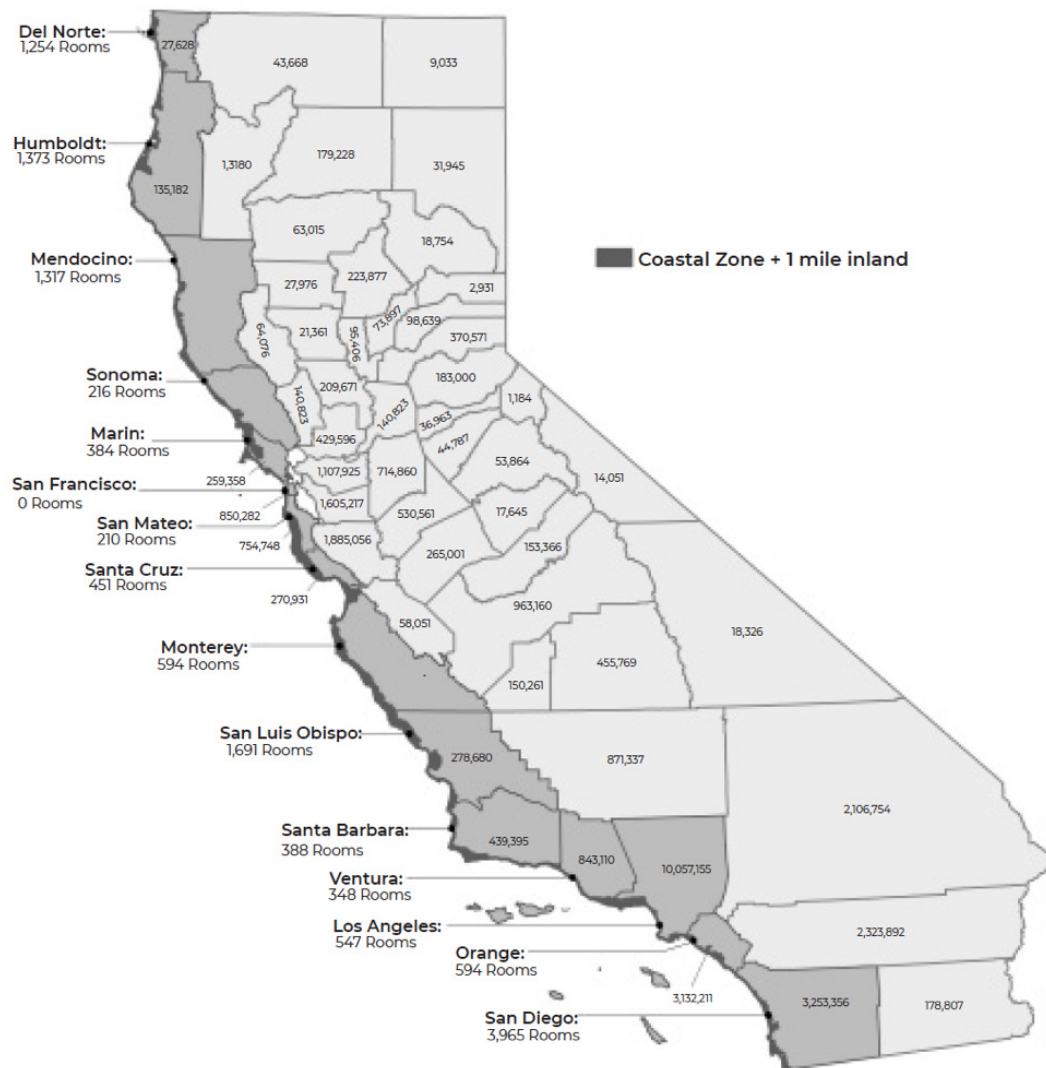 Del Norte:
1,254 Rooms
27,628
43,668
9,033
Humboldt:
1,373 Rooms
135,182
1,3180
179,228
31,945
63,015
18,754
Mendocino:
1,317 Rooms
Coastal Zone + 1 mile inland
27,976
223,877
2,931
64,076
21,361
95,406
73,897
98,639
370,571
Sonoma:
216 Rooms
140,823
209,671
183,000
1,184
140,823
36,963
Marin:
384 Rooms
429,596
44,787
53,864
14,051
259,358
1,107,925
714,860
San Francisco:
0 Rooms
850,282
1,605,217
530,561
17,645
San Mateo:
210 Rooms
754,748
1,885,056
265,001
153,366
Santa Cruz:
451 Rooms
270,931
58,051
963,160
18,326
Monterey:
594 Rooms
150,261
455,769
San Luis Obispo:
1,691 Rooms
278,680
871,337
2,106,754
Santa Barbara:
388 Rooms
439,395
843,110
10,057,155
Ventura:
348 Rooms
Los Angeles:
547 Rooms
2,323,892
Orange:
594 Rooms
3,132,211
San Diego:
3,965 Rooms
3,253,356
178,807